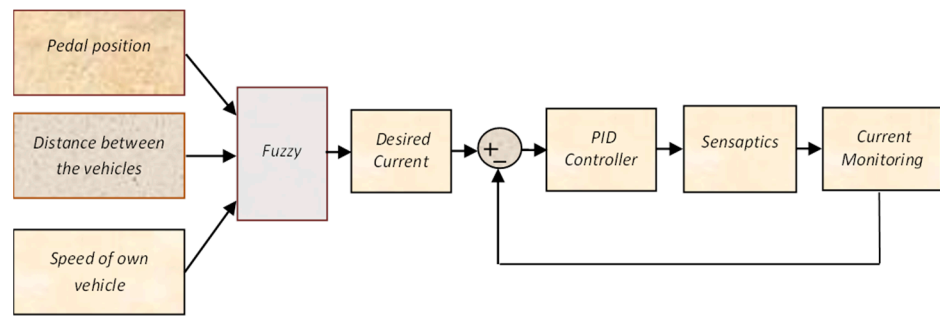 Pedal position
Distance between
the vehicles
Speed of own
vehicle
Fuzzy
Desired
Current
+
−
PID
Controller
Sensaptics
Current
Monitoring